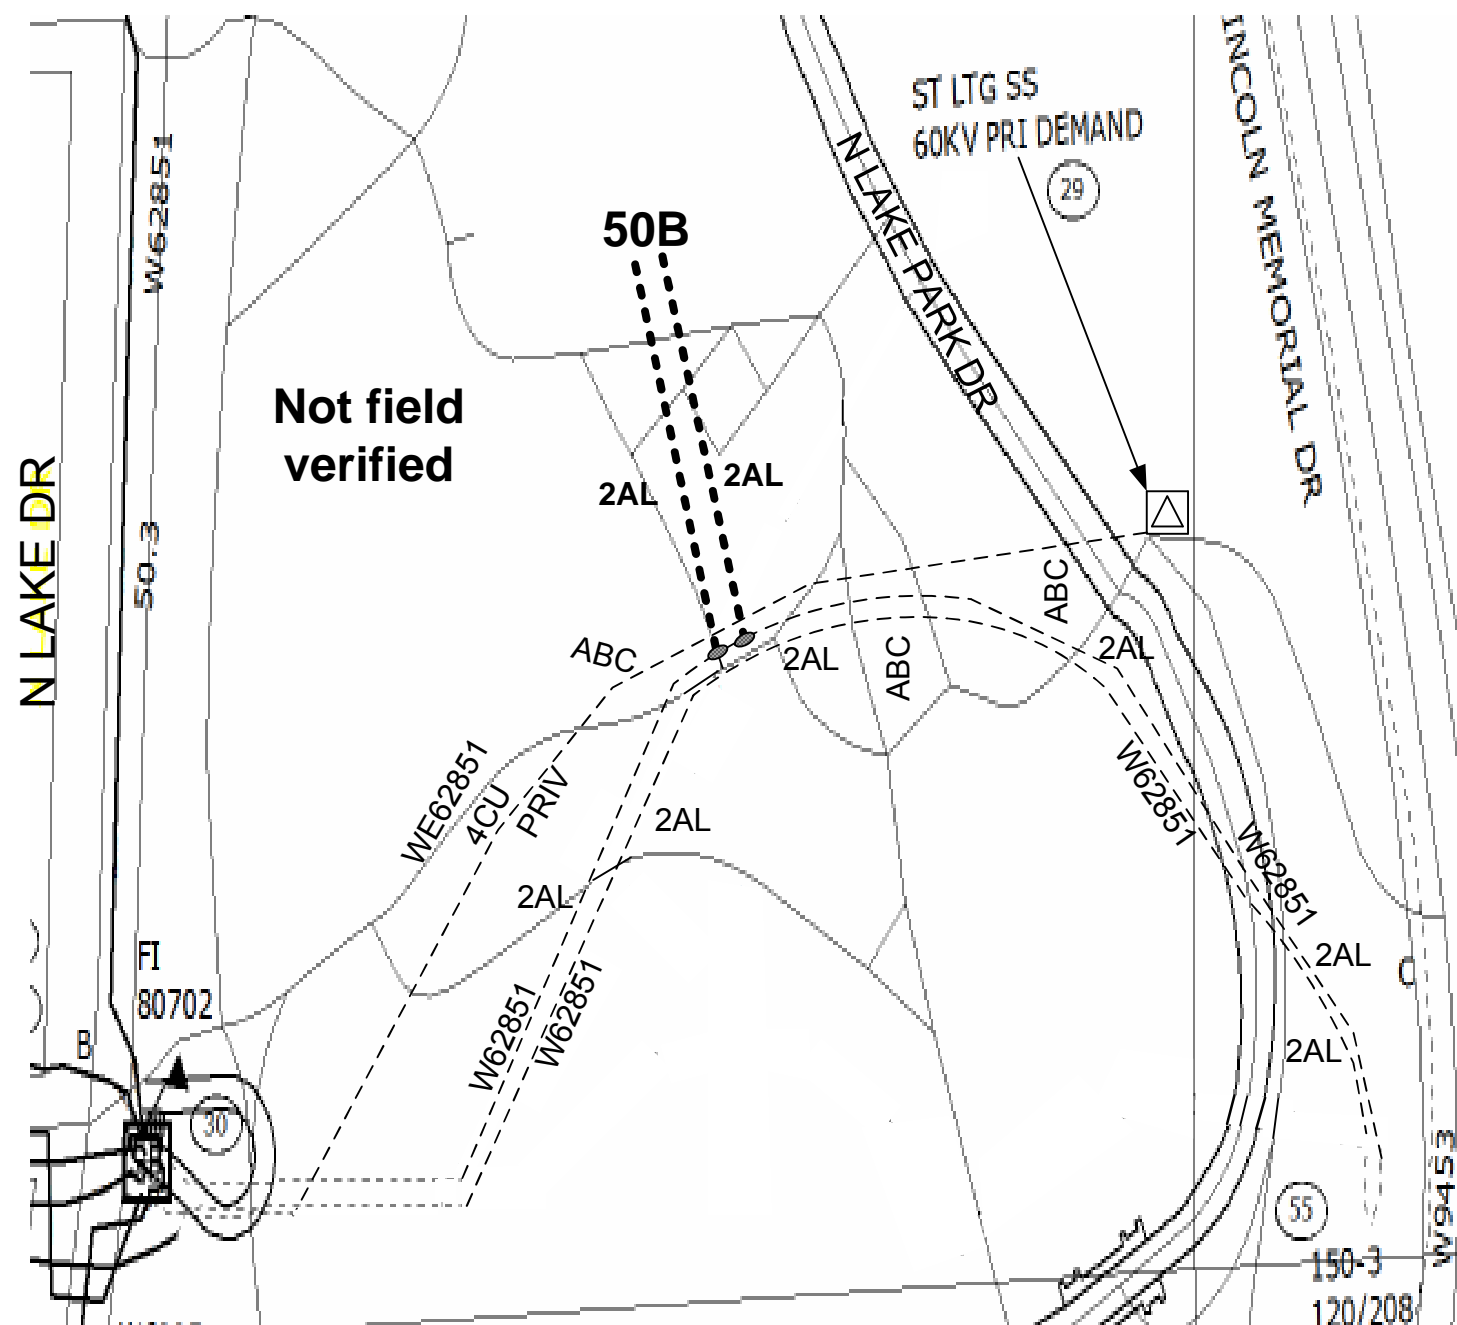 W62851
INCOLN MEMORIAL DR
ST LTG SS
60KV PRI DEMAND
29
N LAKE PARK DR
50B
Not field
verified
2AL
2AL
N LAKE DR
50.3
ABC
ABC
ABC
2AL
2AL
WE62851
4CU
PRIV
2AL
W62851
W62851
2AL
FI
80702
B
2AL
C
W62851
W62851
2AL
30
55
W9453
150-3
120/208